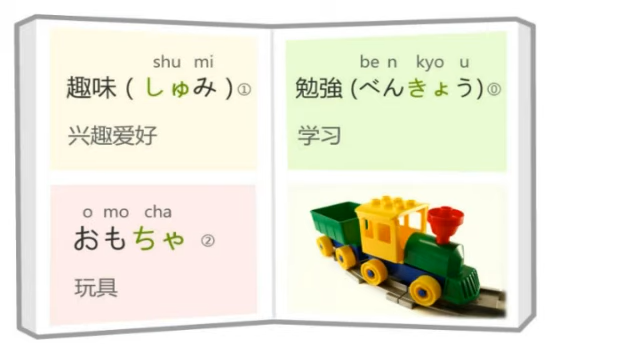 shu mi
趣味 ( しゅみ )①
兴趣爱好
be n kyo u
勉強 (べんきょう)⓪
学习
o mo cha
おもちゃ ②
玩具